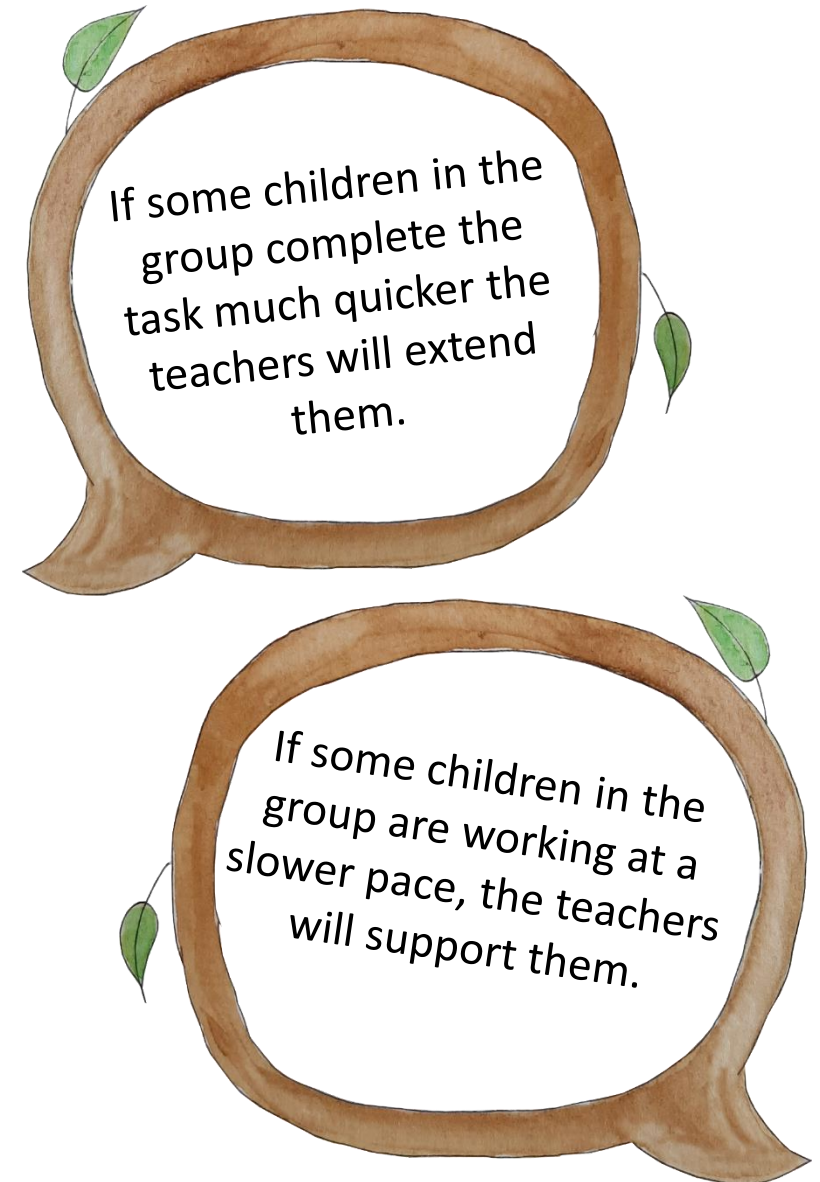 If some children in the
group complete the
task much quicker the
teachers will extend
them.
If some children in the
group are working at a
slower pace, the teachers
will support them.